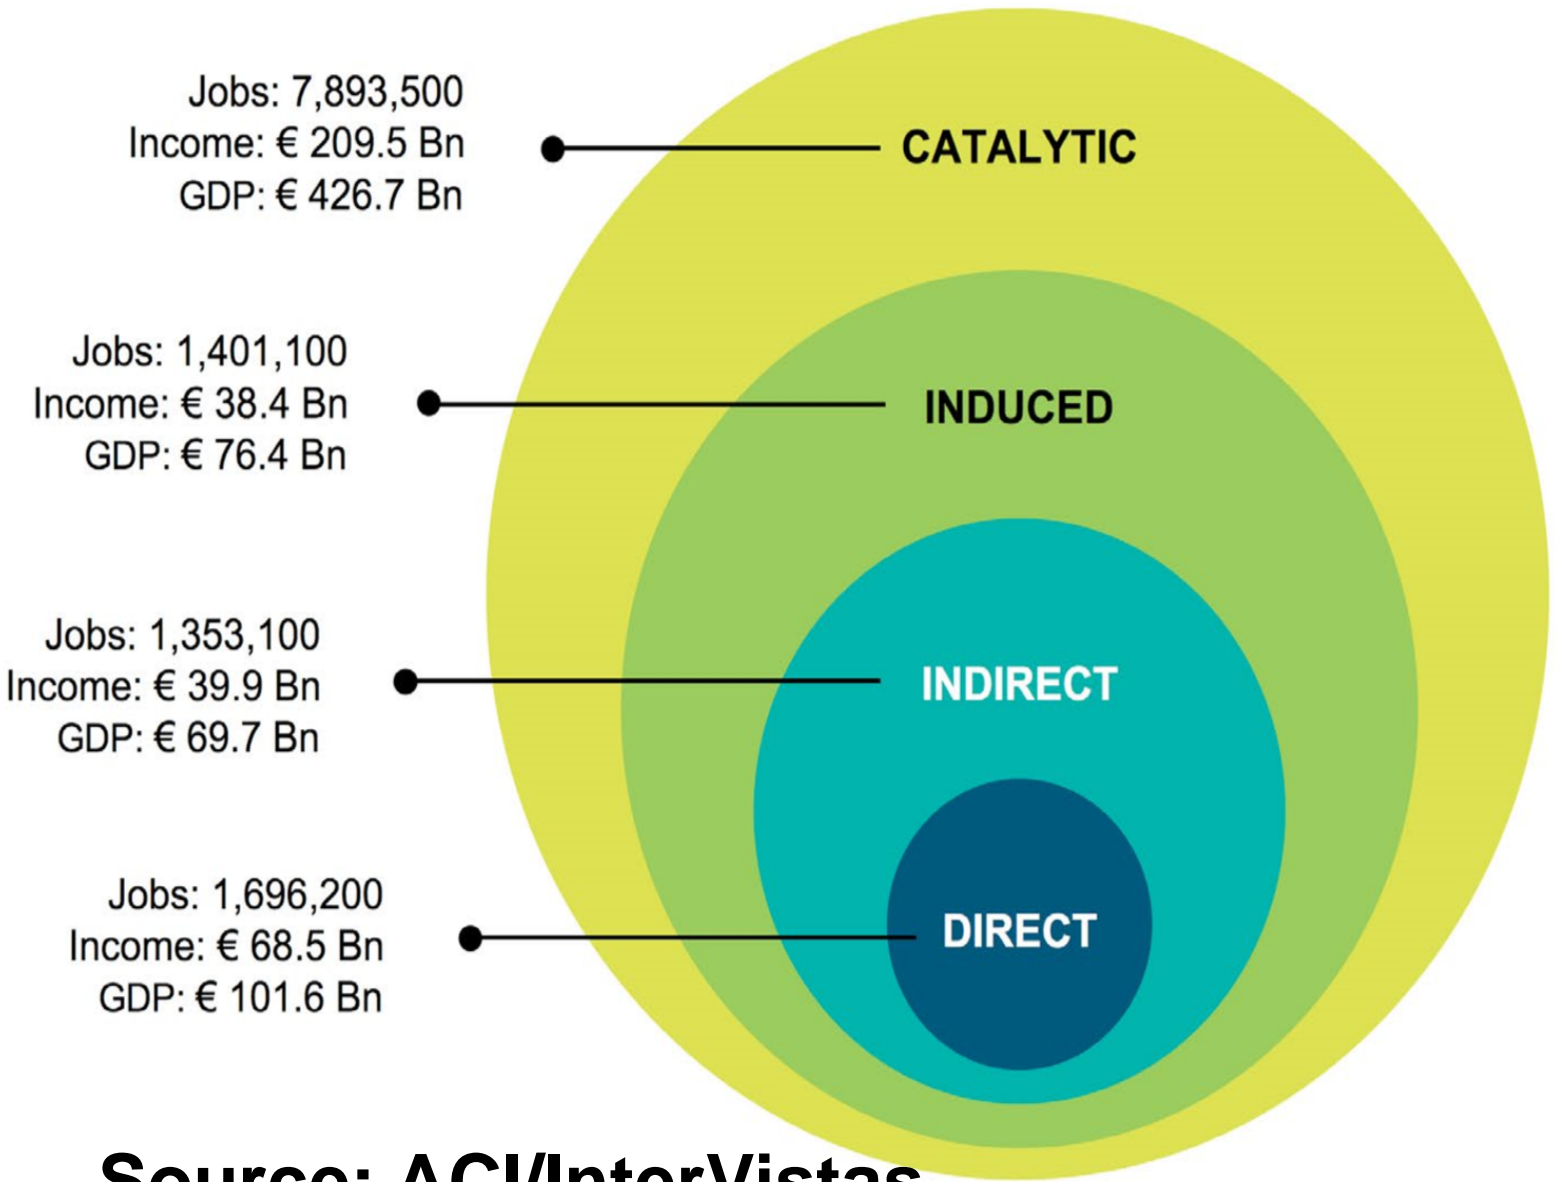 Jobs: 7,893,500
Income: € 209.5 Bn
GDP: € 426.7 Bn
CATALYTIC
Jobs: 1,401,100
Income: € 38.4 Bn
GDP: € 76.4 Bn
INDUCED
Jobs: 1,353,100
Income: € 39.9 Bn
GDP: € 69.7 Bn
INDIRECT
Jobs: 1,696,200
Income: € 68.5 Bn
GDP: € 101.6 Bn
DIRECT
Source: ACI/InterVistas